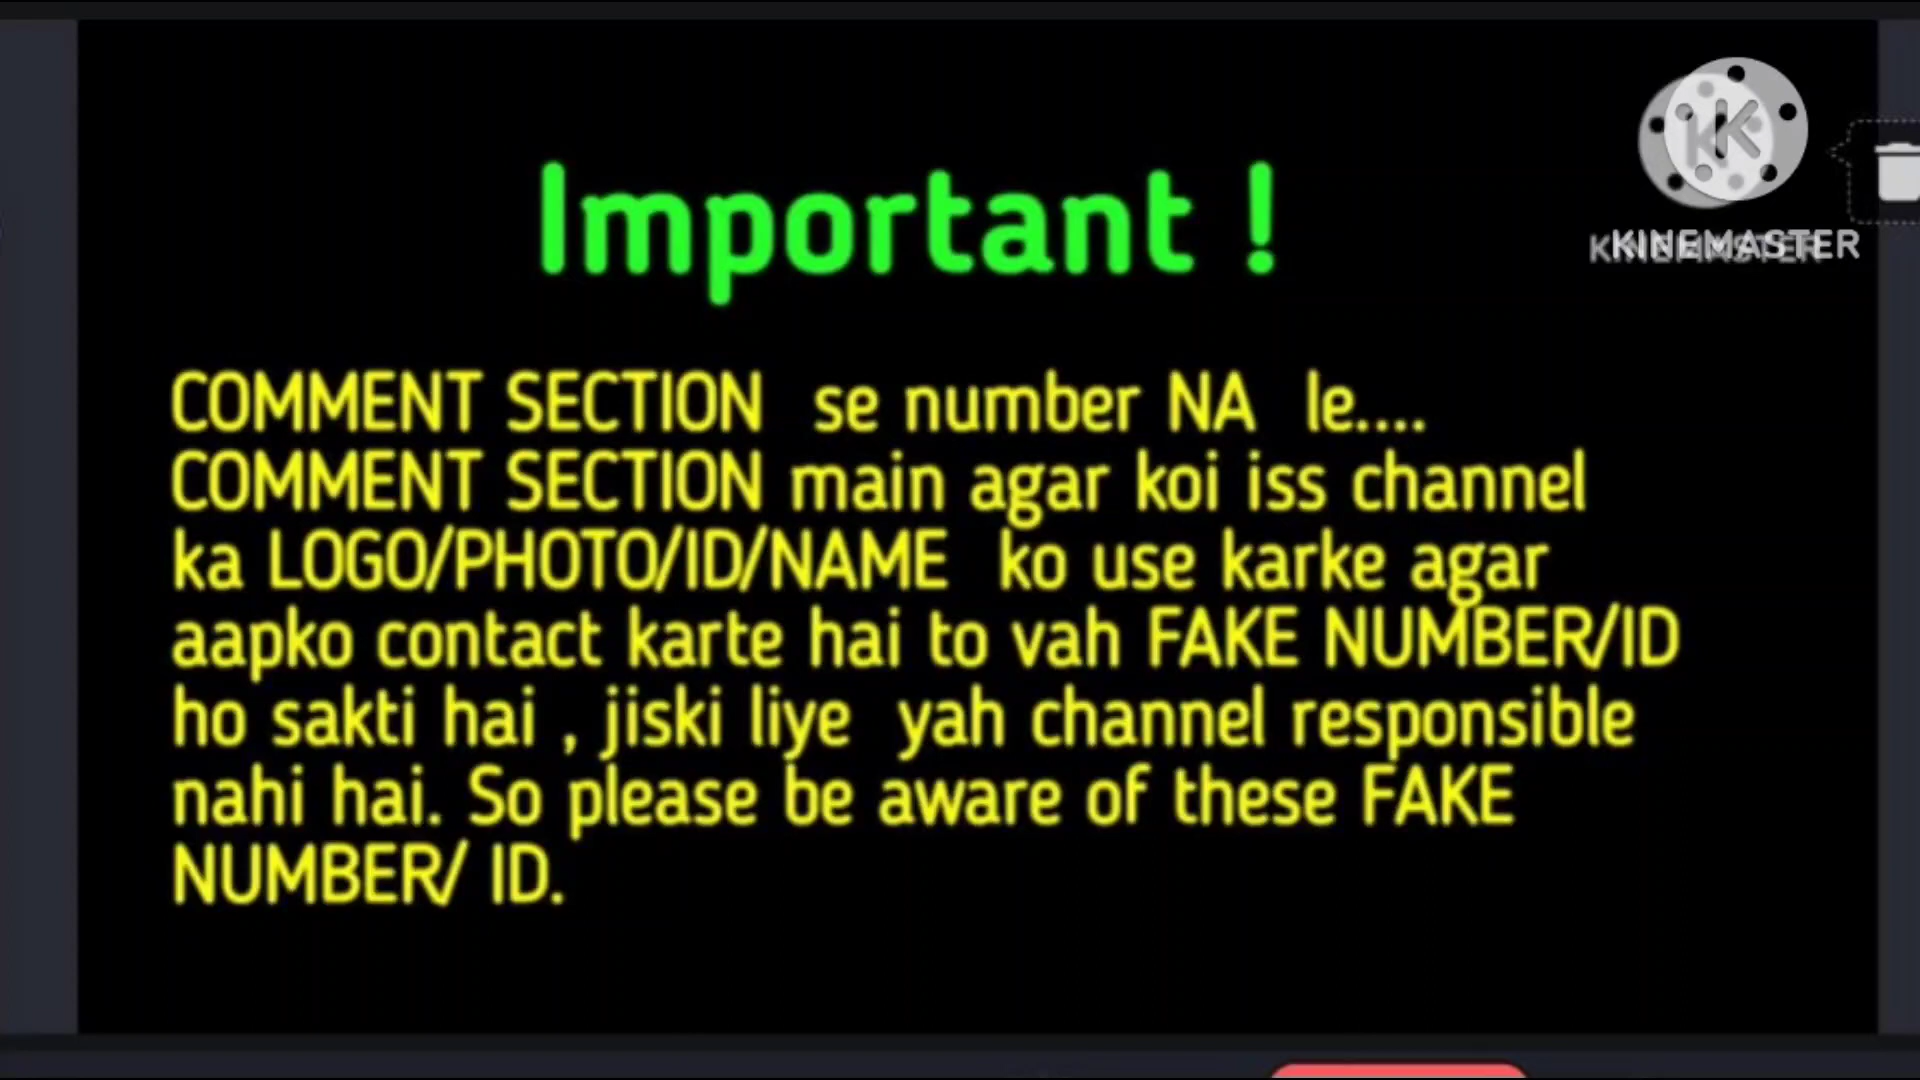 Important !
KINEMASTER
KINEMASTER
COMMENT SECTION se number NA le....
COMMENT SECTION main agar koi iss channel
ka LOGO/PHOTO/ID/NAME ko use karke agar
aapko contact karte hai to vah FAKE NUMBER/ID
ho sakti hai , jiski liye yah channel responsible
nahi hai. So please be aware of these FAKE
NUMBER/ ID.